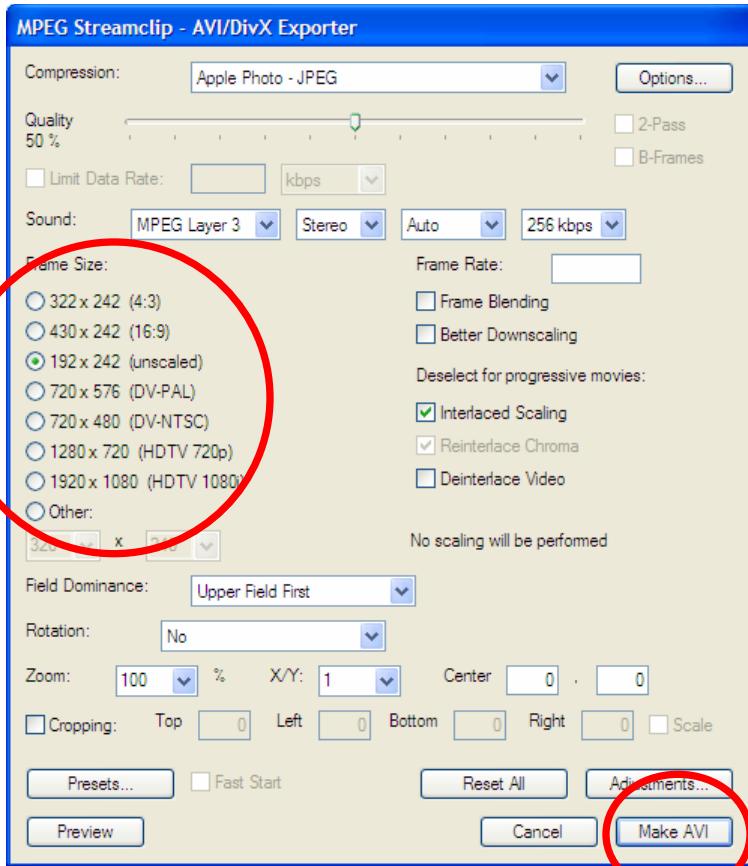 MPEG Streamclip - AVI/DivX Exporter
Compression: Apple Photo - JPEG Options...
Quality
50 % 2-Pass
B-Frames
Limit Data Rate: kbps
Sound: MPEG Layer 3 Stereo Auto 256 kbps
Frame Size: Frame Rate:
322 x 242 (4:3) Frame Blending
430 x 242 (16:9) Better Downscaling
192 x 242 (unscaled)
Deselect for progressive movies:
720 x 576 (DV-PAL)
720 x 480 (DV-NTSC) Interlaced Scaling
1280 x 720 (HDTV 720p) Reinterlace Chroma
1920 x 1080 (HDTV 1080i) Deinterlace Video
Other:
320 x 240 No scaling will be performed
Field Dominance: Upper Field First
Rotation: No
Zoom: 100 % X/Y: 1 Center 0 , 0
Cropping: Top 0 Left 0 Bottom 0 Right 0 Scale
Presets... Fast Start Reset All Adjustments...
Preview Cancel Make AVI